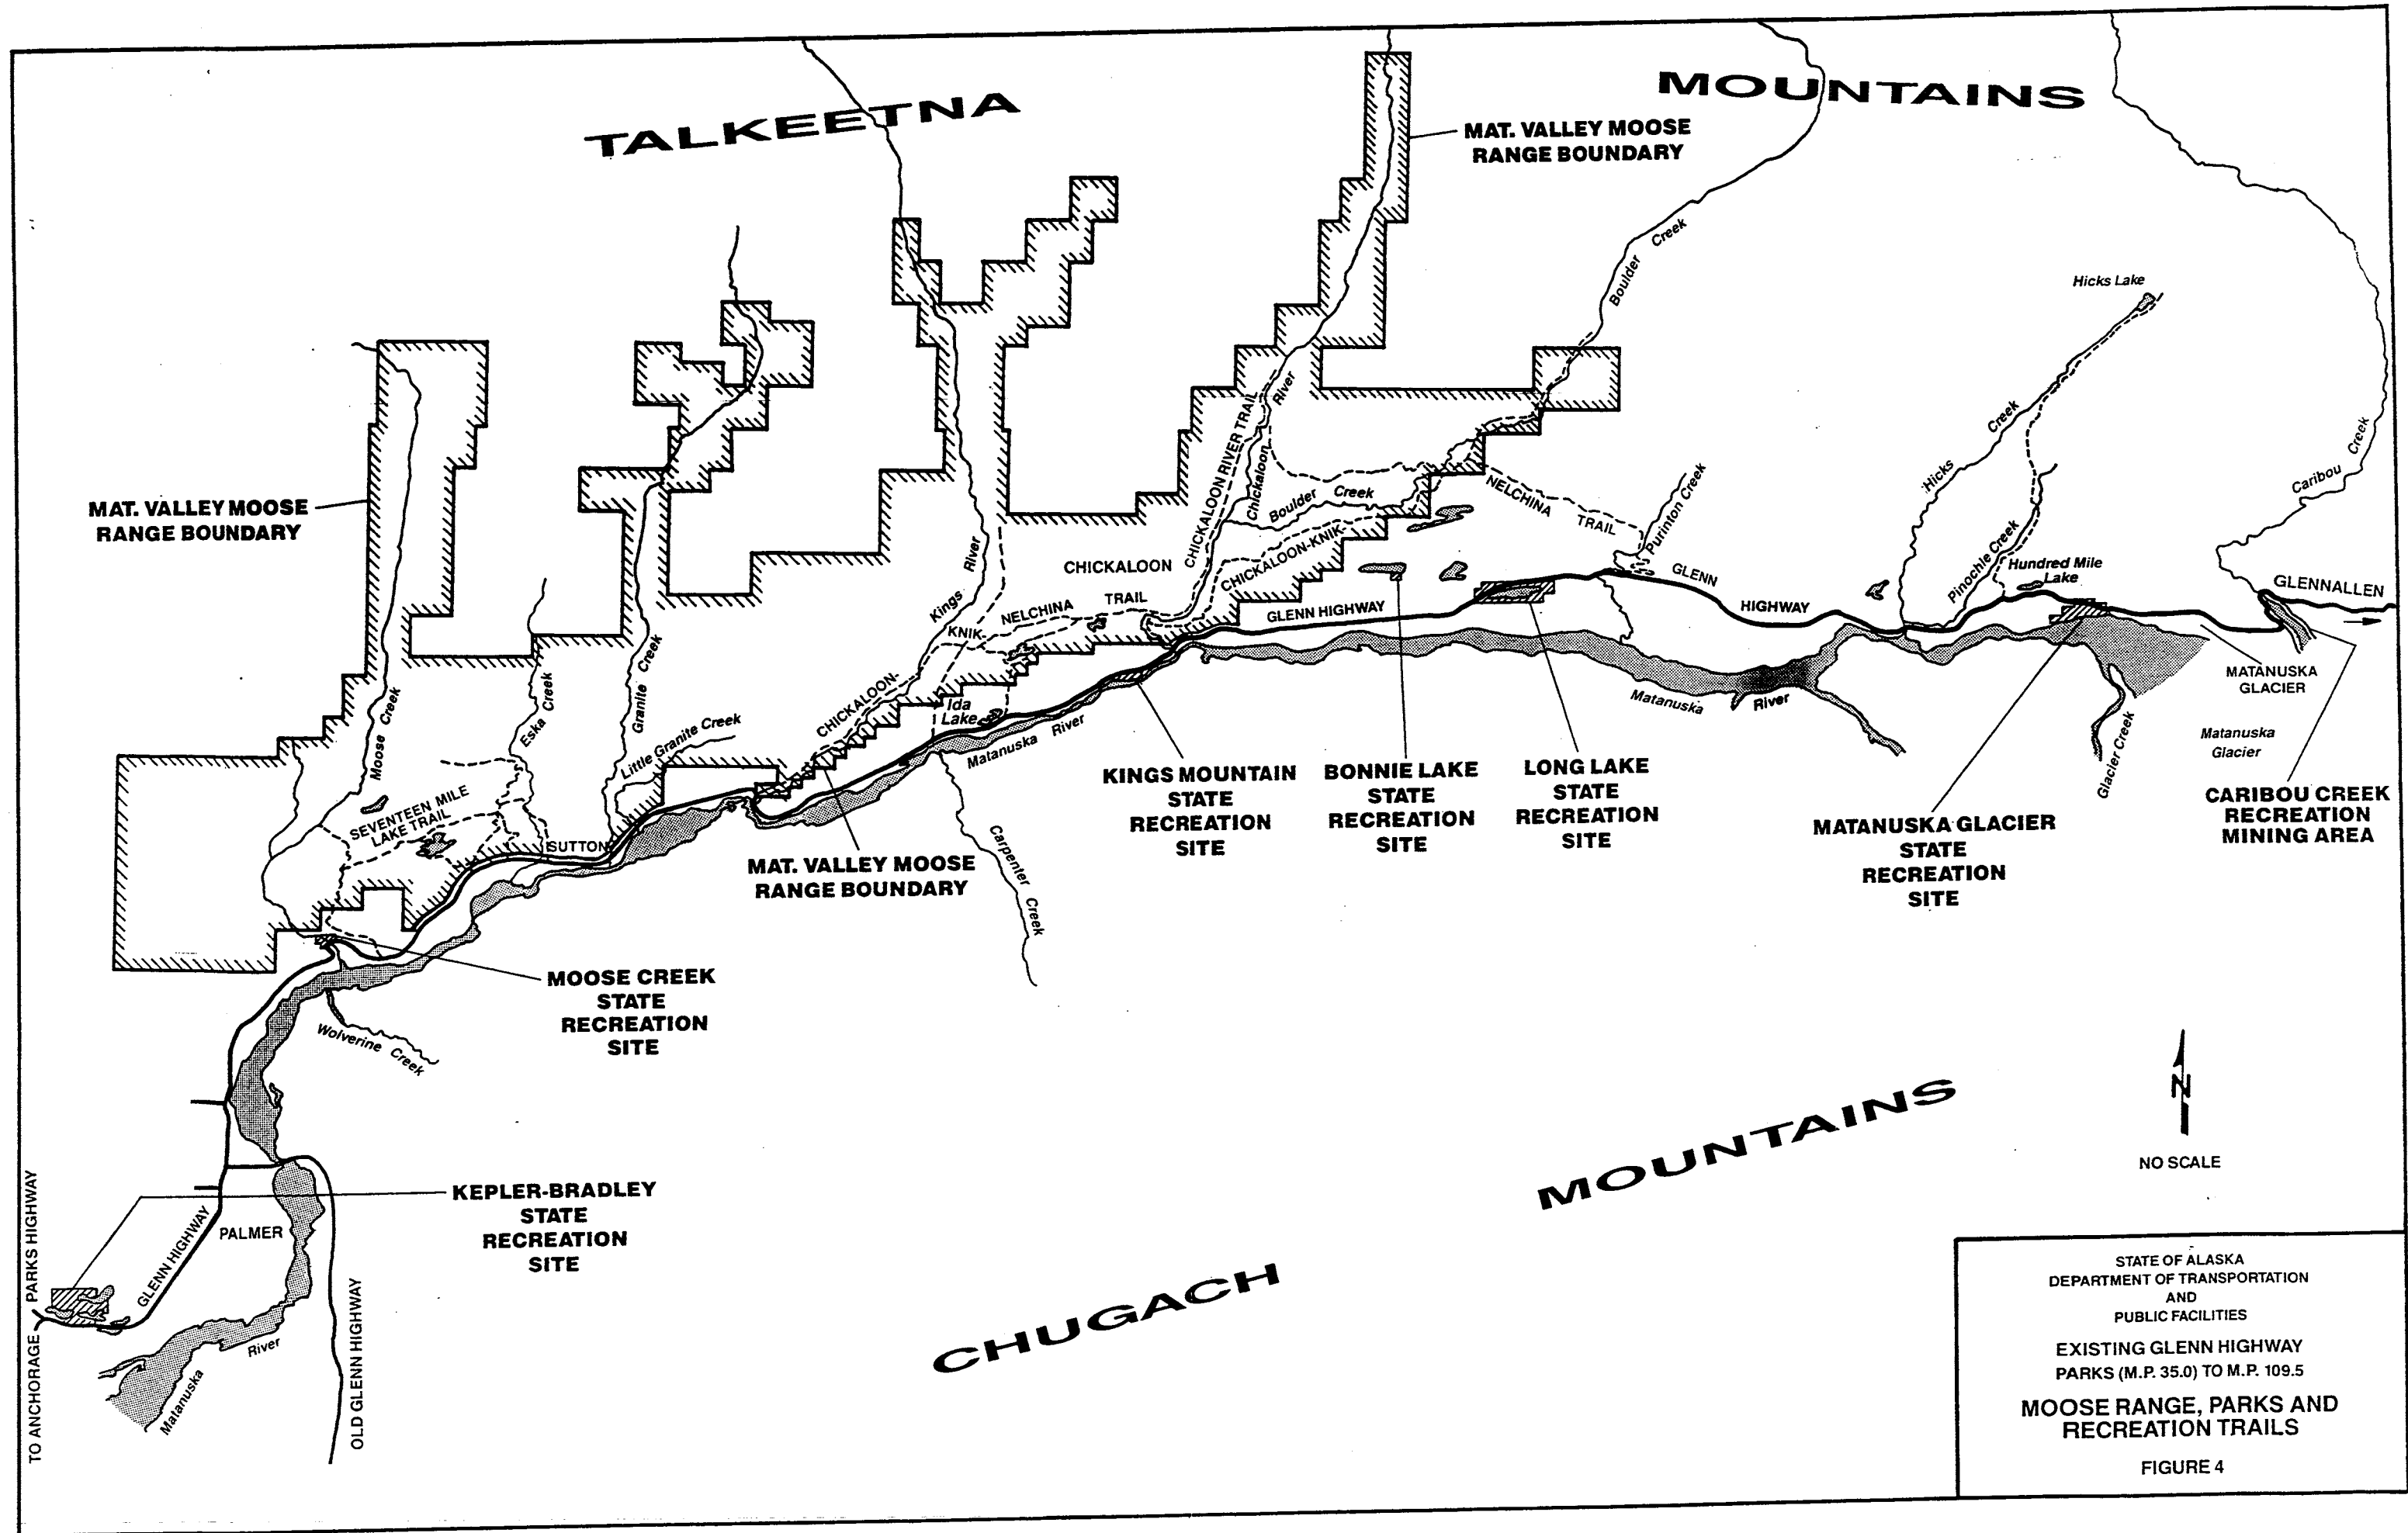 TALKEETNA
MOUNTAINS
MAT. VALLEY MOOSE
RANGE BOUNDARY
Boulder Creek
Hicks Lake
Hicks Creek
Caribou Creek
Pinochle Creek
Hundred Mile
Lake
Purinton Creek
NELCHINA
TRAIL
CHICKALOON RIVER TRAIL
Chickaloon River
Boulder Creek
CHICKALOON-KNIK-
CHICKALOON
MAT. VALLEY MOOSE
RANGE BOUNDARY
Kings River
CHICKALOON-
KNIK-
NELCHINA
TRAIL
GLENN HIGHWAY
GLENN
HIGHWAY
GLENNALLEN
MATANUSKA
GLACIER
Matanuska
Glacier
Glacier Creek
Matanuska River
Ida
Lake
Matanuska River
Moose Creek
Eska Creek
Granite Creek
Little Granite Creek
SEVENTEEN MILE
LAKE TRAIL
SUTTON
Carpenter Creek
KINGS MOUNTAIN
STATE
RECREATION
SITE
BONNIE LAKE
STATE
RECREATION
SITE
LONG LAKE
STATE
RECREATION
SITE
MATANUSKA GLACIER
STATE
RECREATION
SITE
CARIBOU CREEK
RECREATION
MINING AREA
MAT. VALLEY MOOSE
RANGE BOUNDARY
MOOSE CREEK
STATE
RECREATION
SITE
Wolverine Creek
KEPLER-BRADLEY
STATE
RECREATION
SITE
PARKS HIGHWAY
TO ANCHORAGE
GLENN HIGHWAY
PALMER
OLD GLENN HIGHWAY
Matanuska River
CHUGACH
MOUNTAINS
N
NO SCALE
STATE OF ALASKA
DEPARTMENT OF TRANSPORTATION
AND
PUBLIC FACILITIES
EXISTING GLENN HIGHWAY
PARKS (M.P. 35.0) TO M.P. 109.5
MOOSE RANGE, PARKS AND
RECREATION TRAILS
FIGURE 4